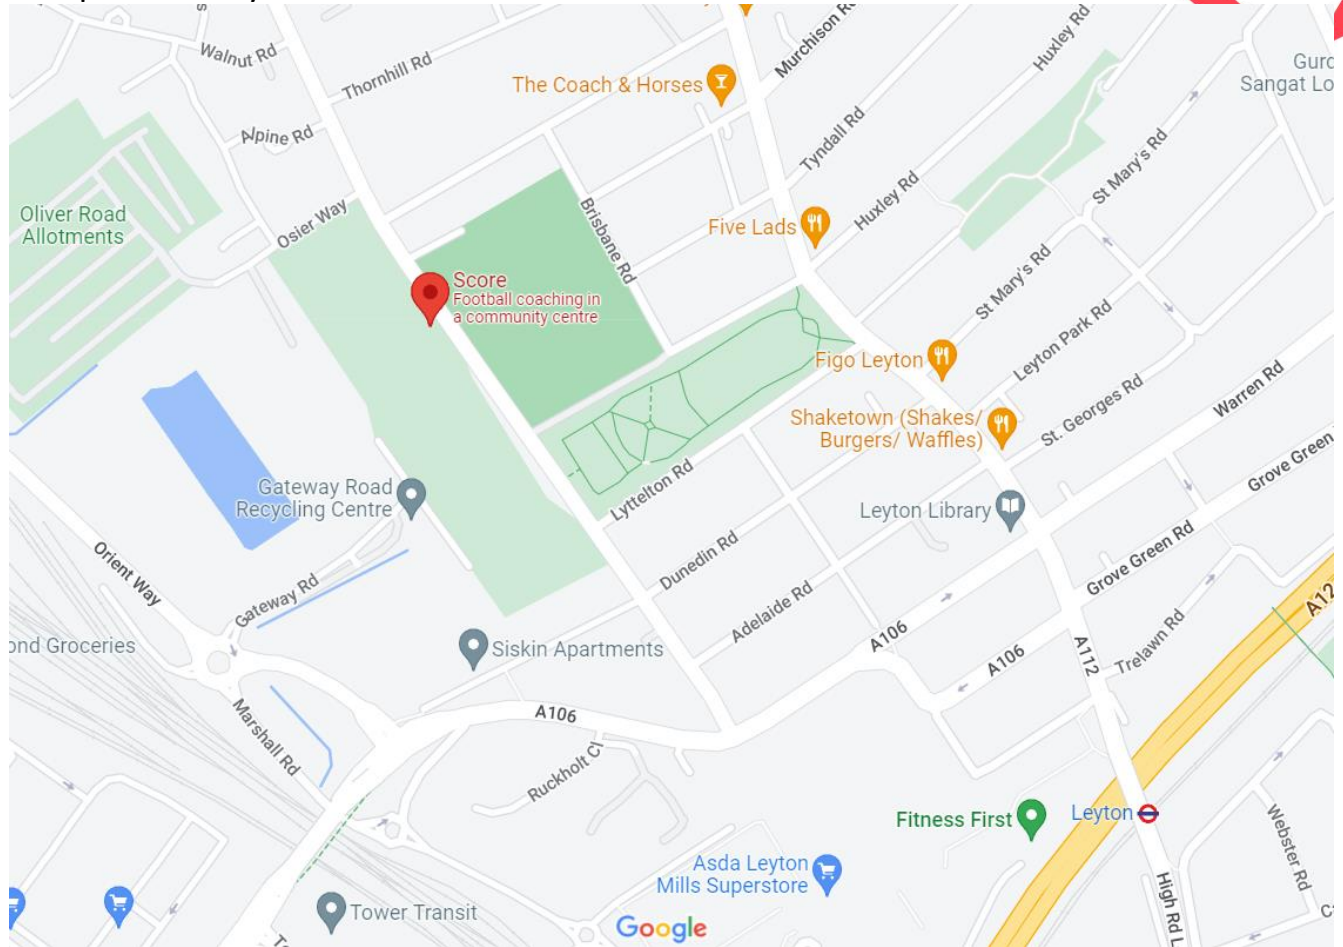 Walnut Rd
Thornhill Rd
The Coach & Horses
Murchison Rd
Huxley Rd
Sangat Lo
Alpine Rd
Tyndall Rd
St Mary's Rd
Oliver Road
Allotments
Osier Way
Brisbane Rd
Five Lads
Huxley Rd
Score
Football coaching in
a community centre
St Mary's Rd
Leyton Park Rd
Figo Leyton
Warren Rd
Shaketown (Shakes/
Burgers/ Waffles)
St. Georges Rd
Grove Green
Gateway Road
Recycling Centre
Lyttelton Rd
Leyton Library
Orient Way
Dunedin Rd
Grove Green Rd
Gateway Rd
Adelaide Rd
A12
ond Groceries
Siskin Apartments
A106
A106
A112
Trelawn Rd
Marshall Rd
A106
Ruckholt Cl
Fitness First
Leyton
Webster Rd
Asda Leyton
Mills Superstore
High Rd L
Tower Transit
Google